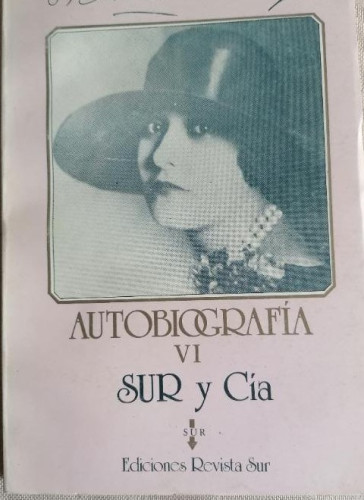 AUTOBIOGRAFÍA
VI
SUR y Cía
SUR
Ediciones Revista Sur